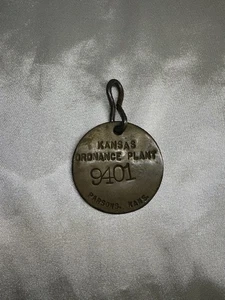 KANSAS
ORDNANCE PLANT
9401
PARSONS, KANS.